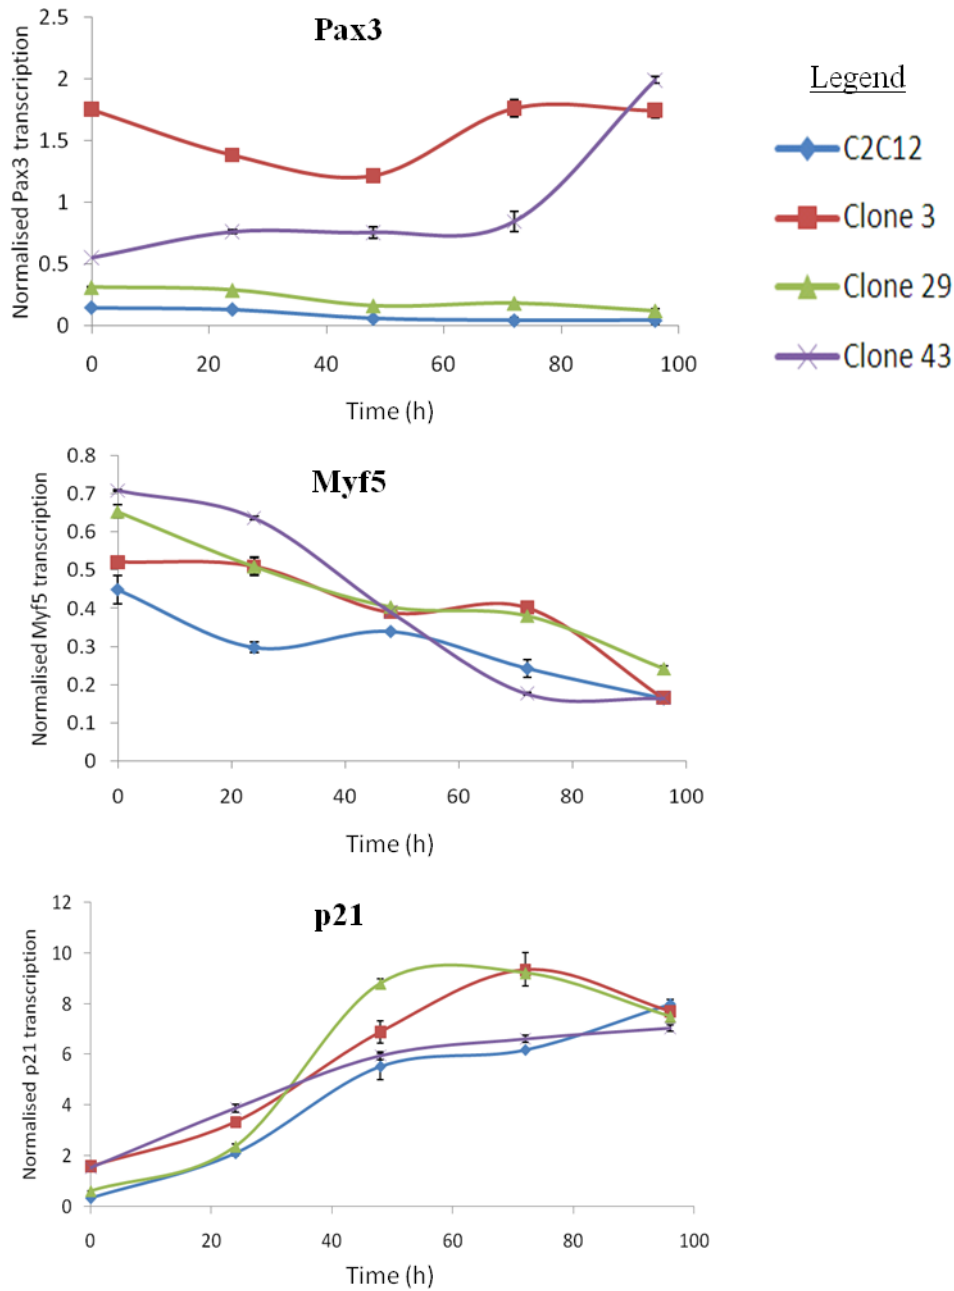 Pax3
Normalised Pax3 transcription
2.5
2
1.5
1
0.5
0
0 20 40 60 80 100
Time (h)
Legend
C2C12
Clone 3
Clone 29
Clone 43
Myf5
Normalised Myf5 transcription
0.8
0.7
0.6
0.5
0.4
0.3
0.2
0.1
0
0 20 40 60 80 100
Time (h)
p21
Normalised p21 transcription
12
10
8
6
4
2
0
0 20 40 60 80 100
Time (h)